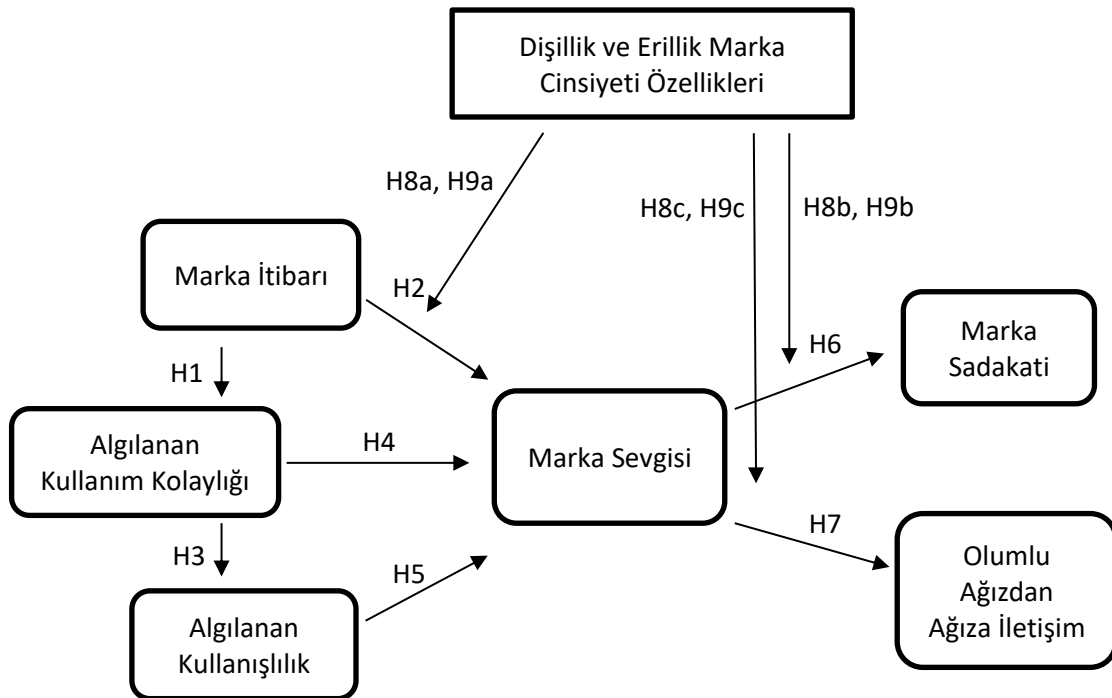 Dişillik ve Erillik Marka
Cinsiyeti Özellikleri
H8a, H9a
H8c, H9c
H8b, H9b
Marka İtibarı
H2
H6
Marka
Sadakati
H1
Algılanan
Kullanım Kolaylığı
H4
Marka Sevgisi
H3
H5
H7
Algılanan
Kullanışlılık
Olumlu
Ağızdan
Ağıza İletişim